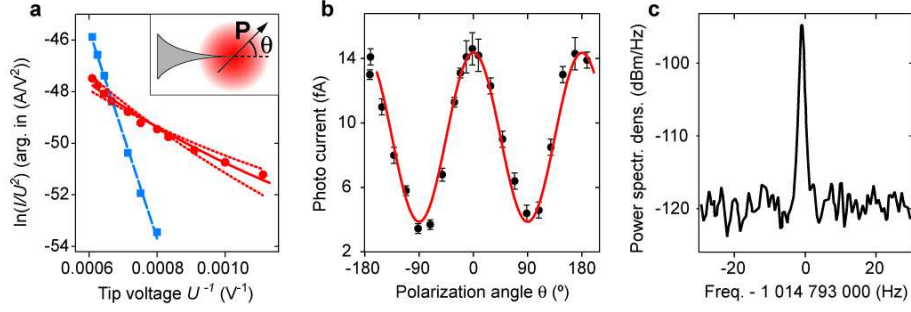 a
-46
-48
-50
-52
-54
ln(I/U²) (arg. in (A/V²))
0.0006
0.0008
0.0010
Tip voltage U⁻¹ (V⁻¹)
P
θ
b
14
10
6
2
Photo current (fA)
-180
-90
0
90
180
Polarization angle θ (º)
c
-100
-110
-120
Power spectr. dens. (dBm/Hz)
-20
0
20
Freq. - 1 014 793 000 (Hz)